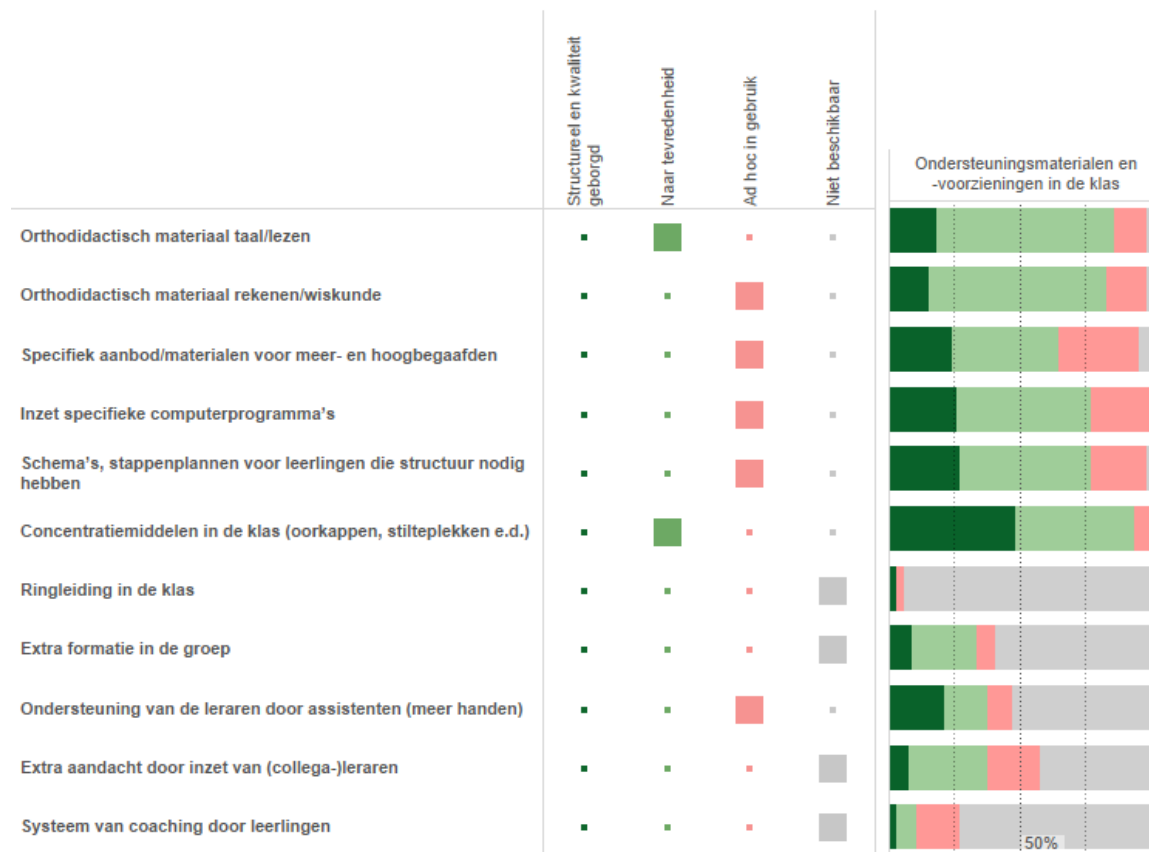 Structureel en kwaliteit
geborgd
Naar tevredenheid
Ad hoc in gebruik
Niet beschikbaar
Ondersteuningsmaterialen en
-voorzieningen in de klas
Orthodidactisch materiaal taal/lezen
Orthodidactisch materiaal rekenen/wiskunde
Specifiek aanbod/materialen voor meer- en hoogbegaafden
Inzet specifieke computerprogramma’s
Schema’s, stappenplannen voor leerlingen die structuur nodig
hebben
Concentratiemiddelen in de klas (oorkappen, stilteplekken e.d.)
Ringleiding in de klas
Extra formatie in de groep
Ondersteuning van de leraren door assistenten (meer handen)
Extra aandacht door inzet van (collega-)leraren
Systeem van coaching door leerlingen
50%